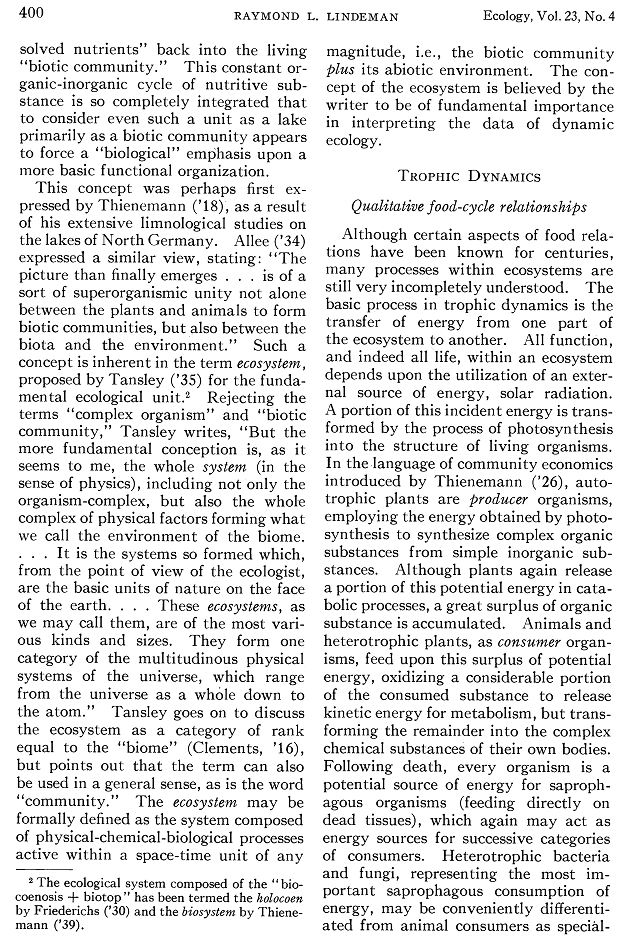 400
RAYMOND L. LINDEMAN
Ecology, Vol. 23, No. 4
solved nutrients” back into the living
“biotic community.” This constant or-
ganic-inorganic cycle of nutritive sub-
stance is so completely integrated that
to consider even such a unit as a lake
primarily as a biotic community appears
to force a “biological” emphasis upon a
more basic functional organization.
This concept was perhaps first ex-
pressed by Thienemann ('18), as a result
of his extensive limnological studies on
the lakes of North Germany. Allee ('34)
expressed a similar view, stating: “The
picture than finally emerges . . . is of a
sort of superorganismic unity not alone
between the plants and animals to form
biotic communities, but also between the
biota and the environment.” Such a
concept is inherent in the term ecosystem,
proposed by Tansley ('35) for the funda-
mental ecological unit.² Rejecting the
terms “complex organism” and “biotic
community,” Tansley writes, “But the
more fundamental conception is, as it
seems to me, the whole system (in the
sense of physics), including not only the
organism-complex, but also the whole
complex of physical factors forming what
we call the environment of the biome.
. . . It is the systems so formed which,
from the point of view of the ecologist,
are the basic units of nature on the face
of the earth. . . . These ecosystems, as
we may call them, are of the most vari-
ous kinds and sizes. They form one
category of the multitudinous physical
systems of the universe, which range
from the universe as a whole down to
the atom.” Tansley goes on to discuss
the ecosystem as a category of rank
equal to the “biome” (Clements, '16),
but points out that the term can also
be used in a general sense, as is the word
“community.” The ecosystem may be
formally defined as the system composed
of physical-chemical-biological processes
active within a space-time unit of any
² The ecological system composed of the “bio-
coenosis + biotop” has been termed the holocoen
by Friederichs ('30) and the biosystem by Thiene-
mann ('39).
magnitude, i.e., the biotic community
plus its abiotic environment. The con-
cept of the ecosystem is believed by the
writer to be of fundamental importance
in interpreting the data of dynamic
ecology.
TROPHIC DYNAMICS
Qualitative food-cycle relationships
Although certain aspects of food rela-
tions have been known for centuries,
many processes within ecosystems are
still very incompletely understood. The
basic process in trophic dynamics is the
transfer of energy from one part of
the ecosystem to another. All function,
and indeed all life, within an ecosystem
depends upon the utilization of an exter-
nal source of energy, solar radiation.
A portion of this incident energy is trans-
formed by the process of photosynthesis
into the structure of living organisms.
In the language of community economics
introduced by Thienemann ('26), auto-
trophic plants are producer organisms,
employing the energy obtained by photo-
synthesis to synthesize complex organic
substances from simple inorganic sub-
stances. Although plants again release
a portion of this potential energy in cata-
bolic processes, a great surplus of organic
substance is accumulated. Animals and
heterotrophic plants, as consumer organ-
isms, feed upon this surplus of potential
energy, oxidizing a considerable portion
of the consumed substance to release
kinetic energy for metabolism, but trans-
forming the remainder into the complex
chemical substances of their own bodies.
Following death, every organism is a
potential source of energy for saproph-
agous organisms (feeding directly on
dead tissues), which again may act as
energy sources for successive categories
of consumers. Heterotrophic bacteria
and fungi, representing the most im-
portant saprophagous consumption of
energy, may be conveniently differenti-
ated from animal consumers as special-